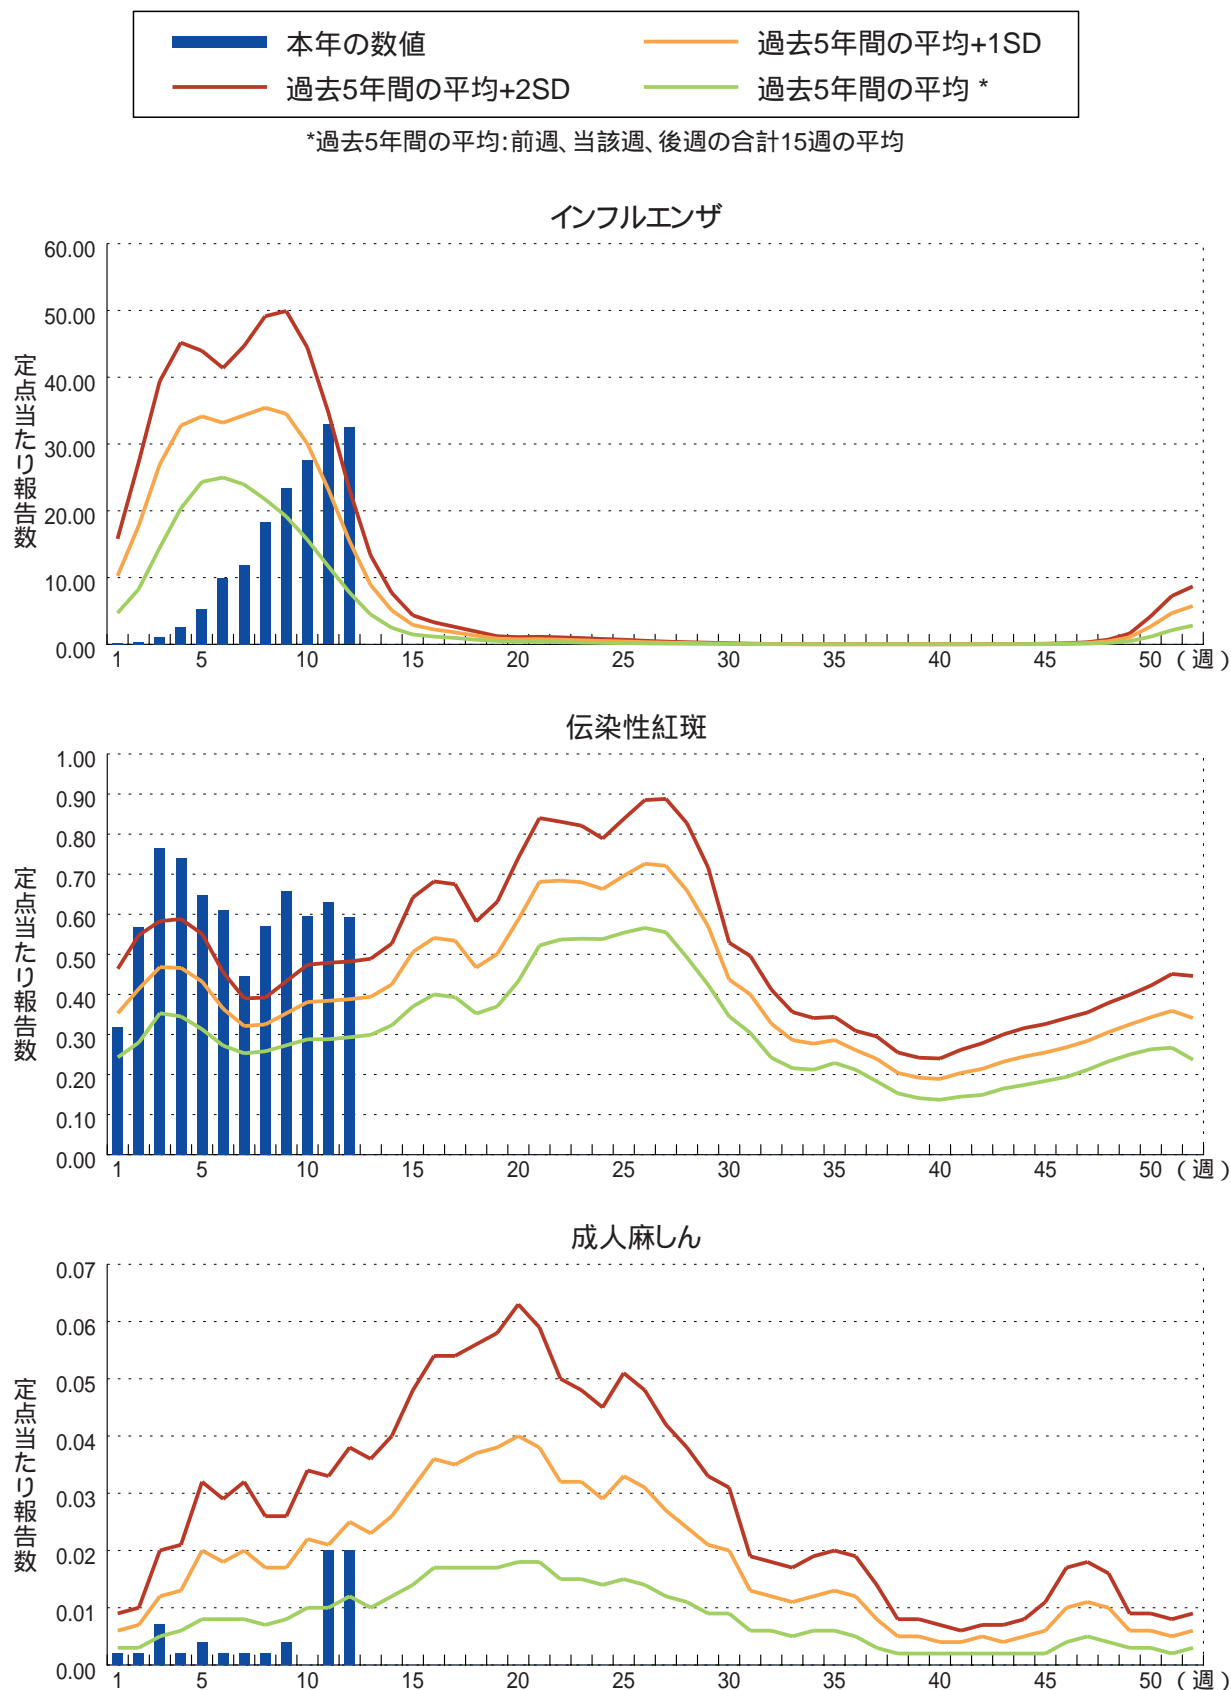 本年の数値
過去5年間の平均+1SD
過去5年間の平均+2SD
過去5年間の平均 *
*過去5年間の平均：前週、当該週、後週の合計15週の平均
インフルエンザ
定点当たり報告数
60.00
50.00
40.00
30.00
20.00
10.00
0.00
1 5 10 15 20 25 30 35 40 45 50 (週)
伝染性紅斑
定点当たり報告数
1.00
0.90
0.80
0.70
0.60
0.50
0.40
0.30
0.20
0.10
0.00
1 5 10 15 20 25 30 35 40 45 50 (週)
成人麻しん
定点当たり報告数
0.07
0.06
0.05
0.04
0.03
0.02
0.01
0.00
1 5 10 15 20 25 30 35 40 45 50 (週)